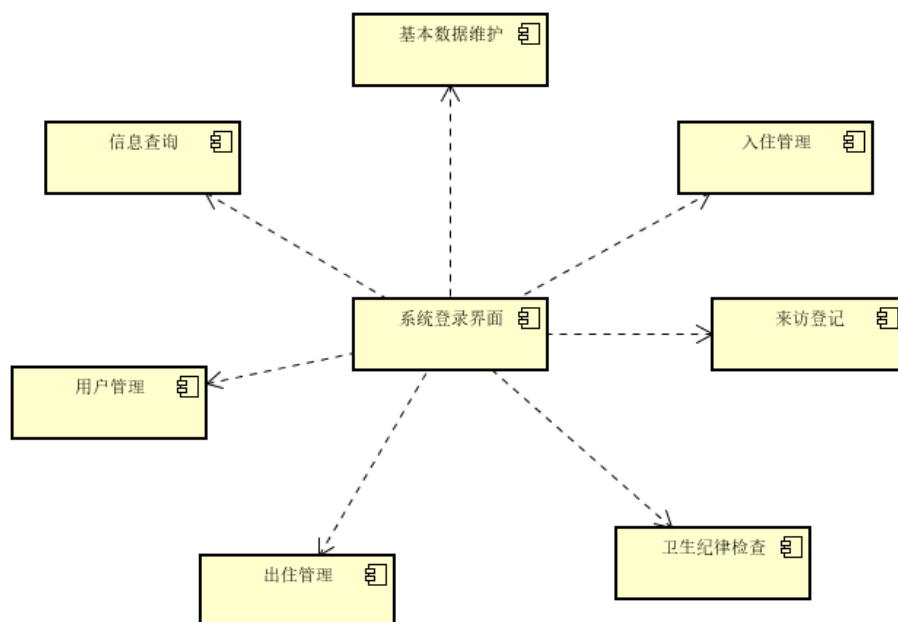 基本数据维护
信息查询
入住管理
系统登录界面
来访登记
用户管理
卫生纪律检查
出住管理